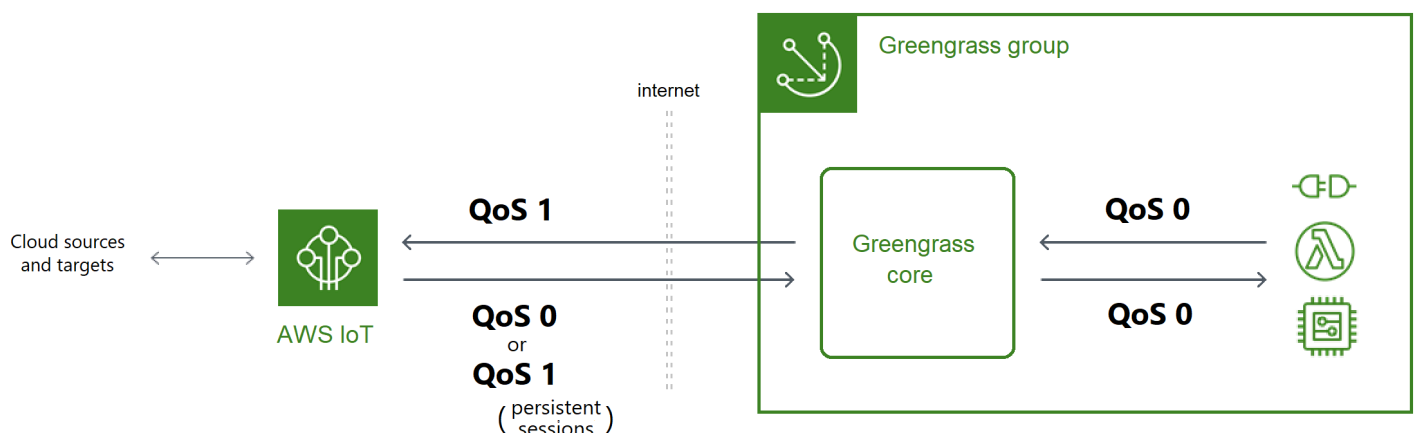 Greengrass group
internet
QoS 1
QoS 0
Cloud sources
and targets
Greengrass
core
AWS IoT
QoS 0
or
QoS 1
(persistent
sessions)
QoS 0